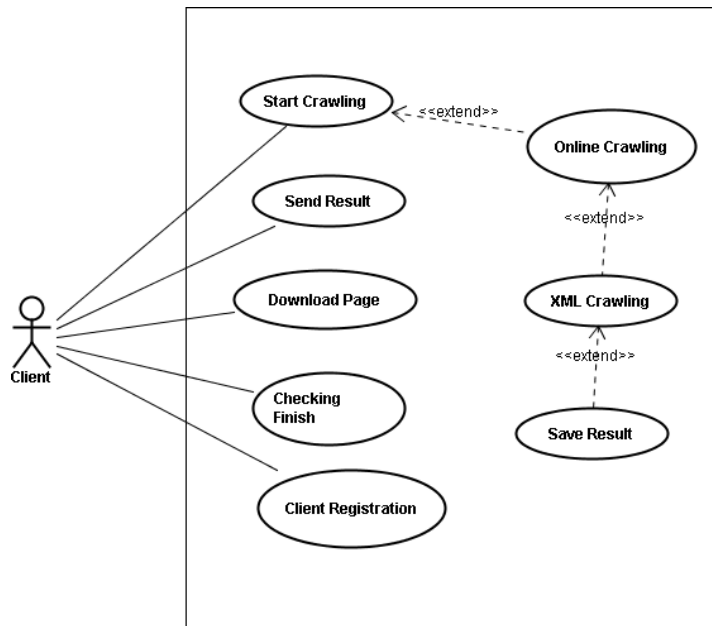 Start Crawling
<<extend>>
Online Crawling
Send Result
<<extend>>
Download Page
XML Crawling
<<extend>>
Client
Checking
Finish
Save Result
Client Registration